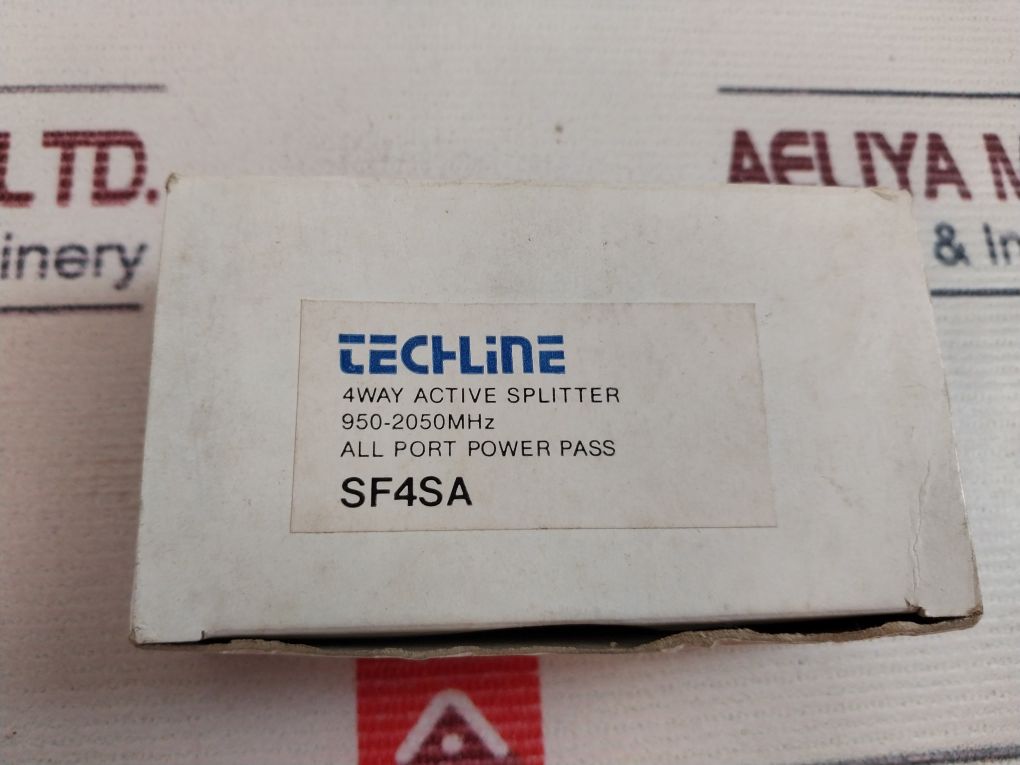 LTD.
AELIYA M
inery
& In
TECHLINE
4WAY ACTIVE SPLITTER
950-2050MHz
ALL PORT POWER PASS
SF4SA